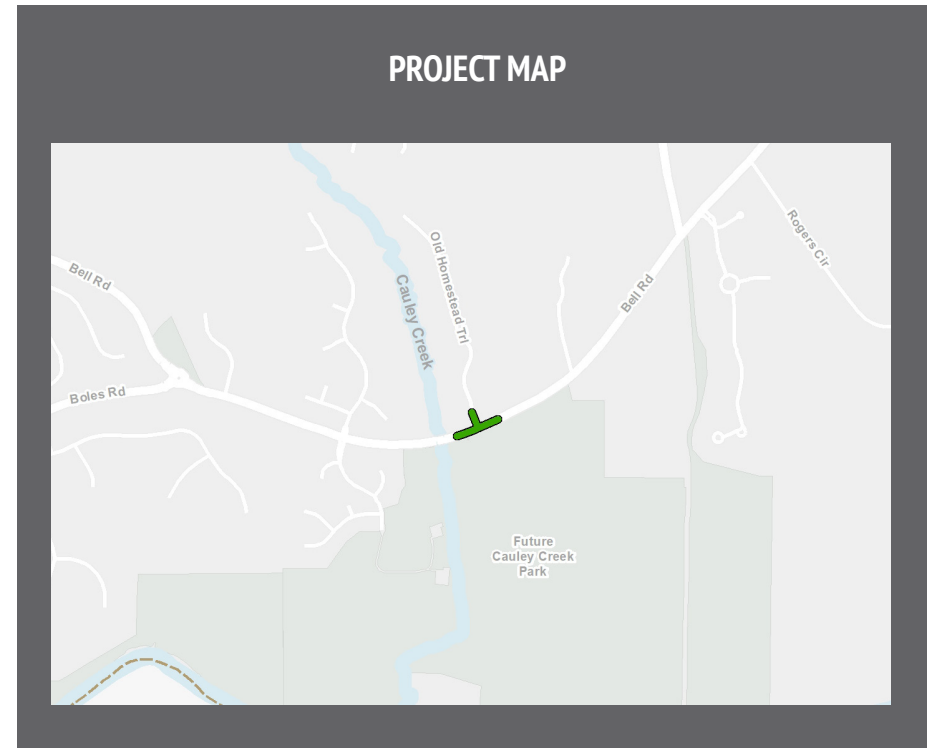 PROJECT MAP
Rogers Cir
Old Homestead Trl
Bell Rd
Cauley Creek
Bell Rd
Boles Rd
Future
Cauley Creek
Park